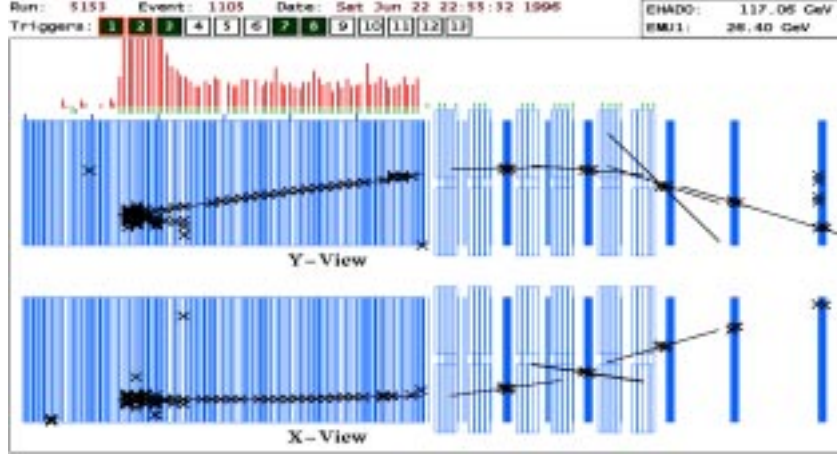 Run: 5153 Event: 1105 Date: Sat Jun 22 22:55:32 1996
Triggers: 1 2 3 4 5 6 7 8 9 10 11 12 13
EHAD0: 117.06 GeV
EMU1: 26.40 GeV
Y-View
X-View